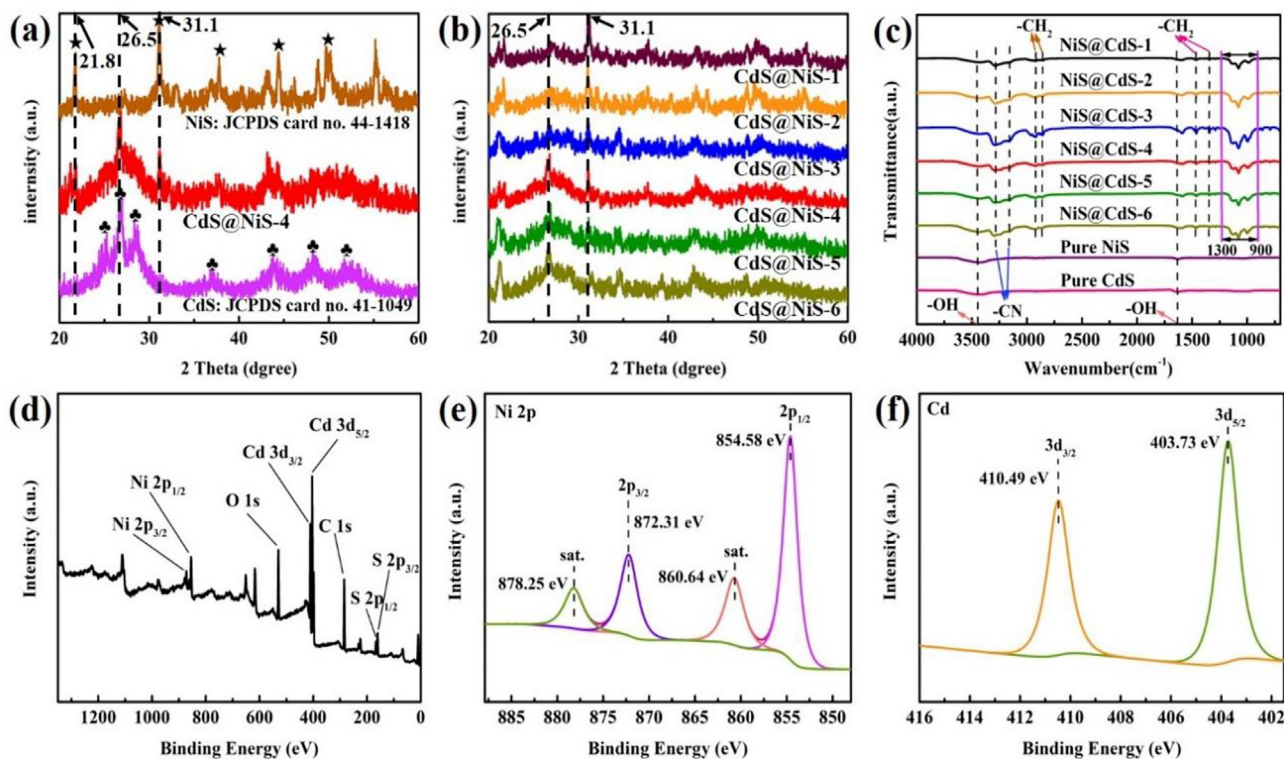 (a)
★
21.8
26.5
31.1
★ ★ ★ ★
NiS: JCPDS card no. 44-1418
CdS@NiS-4
♣ ♣ ♣ ♣ ♣ ♣ ♣
CdS: JCPDS card no. 41-1049
internsity (a.u.)
20 30 40 50 60
2 Theta (dgree)
(b)
26.5
31.1
CdS@NiS-1
CdS@NiS-2
CdS@NiS-3
CdS@NiS-4
CdS@NiS-5
CdS@NiS-6
internsity (a.u.)
20 30 40 50 60
2 Theta (dgree)
(c)
-CH2
-CH2
NiS@CdS-1
NiS@CdS-2
NiS@CdS-3
NiS@CdS-4
NiS@CdS-5
NiS@CdS-6
1300 900
Pure NiS
Pure CdS
-OH
-CN
-OH
Transmittance(a.u.)
4000 3500 3000 2500 2000 1500 1000
Wavenumber(cm-1)
(d)
Cd 3d5/2
Cd 3d3/2
Ni 2p1/2
O 1s
Ni 2p3/2
C 1s
S 2p3/2
S 2p1/2
Intensity (a.u.)
1200 1000 800 600 400 200 0
Binding Energy (eV)
(e)
Ni 2p
2p1/2
854.58 eV
2p3/2
872.31 eV
sat.
sat.
878.25 eV
860.64 eV
Intensity (a.u.)
885 880 875 870 865 860 855 850
Binding Energy (eV)
(f)
Cd
3d5/2
403.73 eV
3d3/2
410.49 eV
Intensity (a.u.)
416 414 412 410 408 406 404 402
Binding Energy (eV)